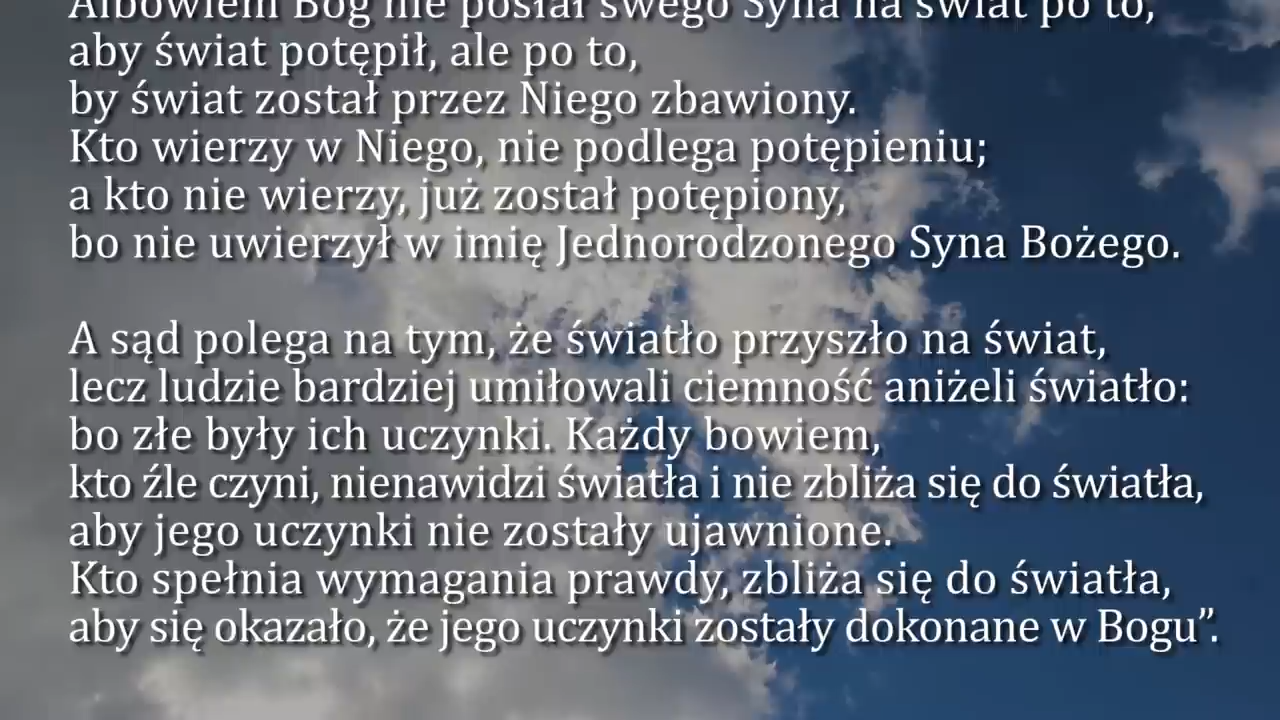 Albowiem Bóg nie posłał swego Syna na świat po to,
aby świat potępił, ale po to,
by świat został przez Niego zbawiony.
Kto wierzy w Niego, nie podlega potępieniu;
a kto nie wierzy, już został potępiony,
bo nie uwierzył w imię Jednorodzonego Syna Bożego.
A sąd polega na tym, że światło przyszło na świat,
lecz ludzie bardziej umiłowali ciemność aniżeli światło:
bo złe były ich uczynki. Każdy bowiem,
kto źle czyni, nienawidzi światła i nie zbliża się do światła,
aby jego uczynki nie zostały ujawnione.
Kto spełnia wymagania prawdy, zbliża się do światła,
aby się okazało, że jego uczynki zostały dokonane w Bogu”.